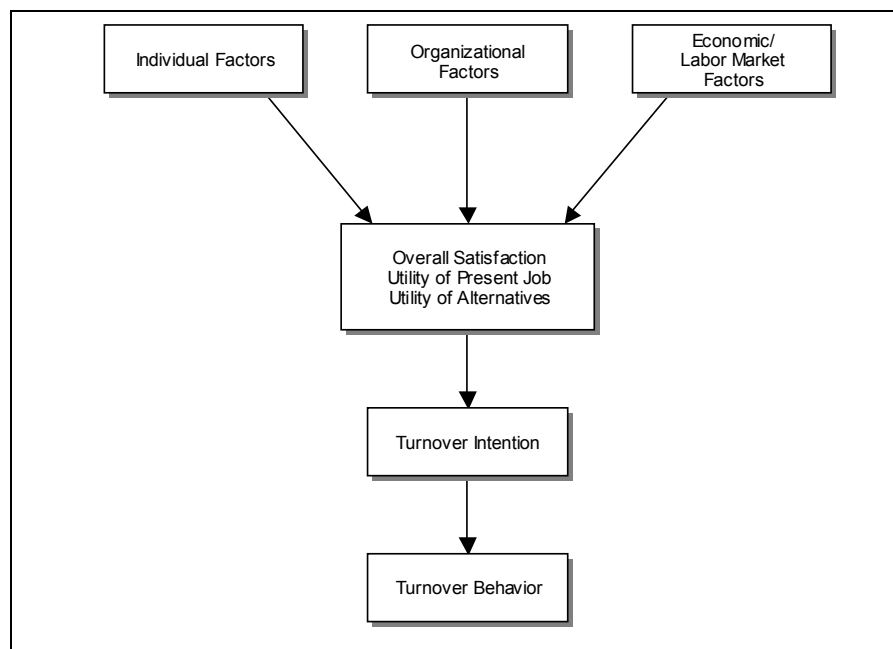 Individual Factors
Organizational
Factors
Economic/
Labor Market
Factors
Overall Satisfaction
Utility of Present Job
Utility of Alternatives
Turnover Intention
Turnover Behavior